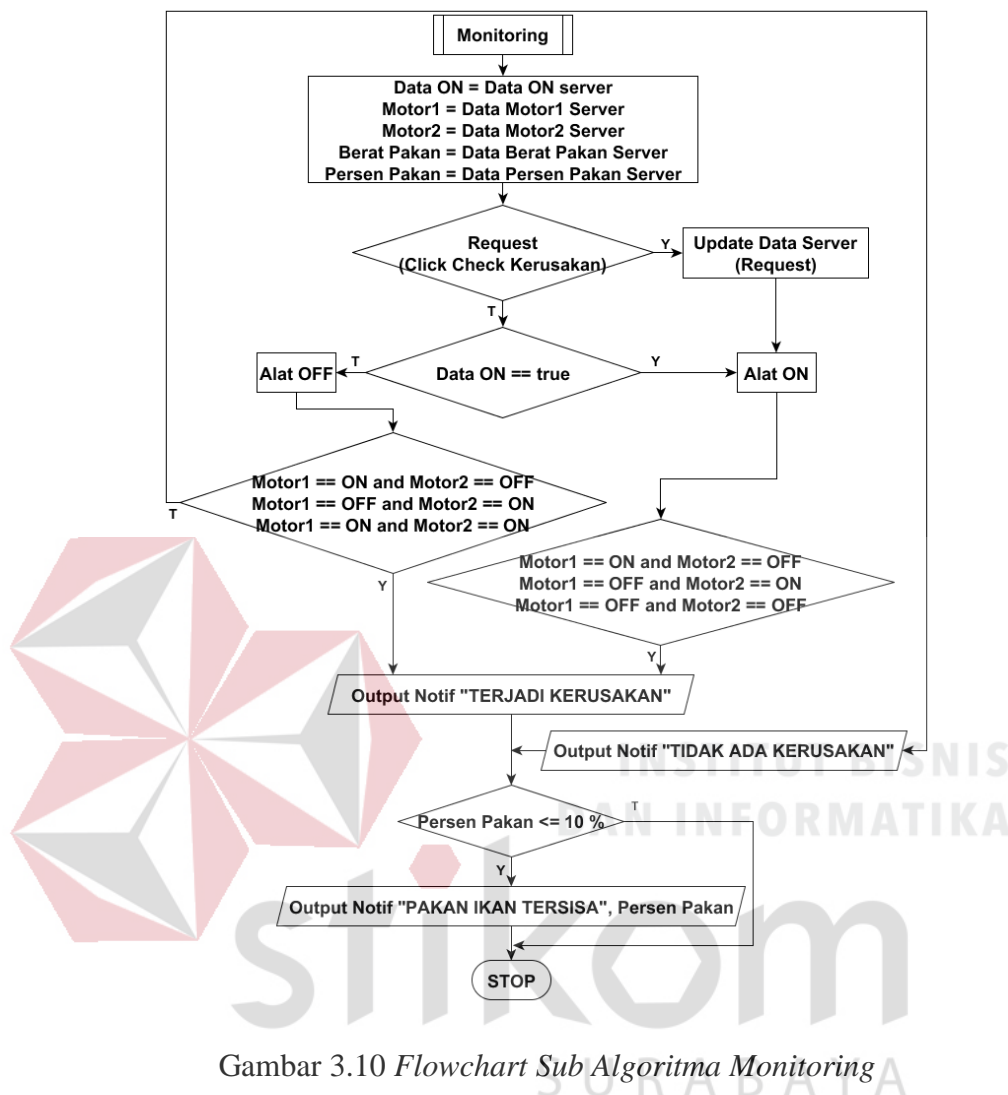 Monitoring
Data ON = Data ON server
Motor1 = Data Motor1 Server
Motor2 = Data Motor2 Server
Berat Pakan = Data Berat Pakan Server
Persen Pakan = Data Persen Pakan Server
Request
(Click Check Kerusakan)
Y
Update Data Server
(Request)
T
Alat OFF
T
Data ON == true
Y
Alat ON
Motor1 == ON and Motor2 == OFF
Motor1 == OFF and Motor2 == ON
Motor1 == ON and Motor2 == ON
T
Y
Motor1 == ON and Motor2 == OFF
Motor1 == OFF and Motor2 == ON
Motor1 == OFF and Motor2 == OFF
Y
Output Notif "TERJADI KERUSAKAN"
Output Notif "TIDAK ADA KERUSAKAN"
INSTITUT BISNIS
DAN INFORMATIKA
Persen Pakan <= 10 %
T
Y
Output Notif "PAKAN IKAN TERSISA", Persen Pakan
stikom
STOP
Gambar 3.10 Flowchart Sub Algoritma Monitoring
SURABAYA